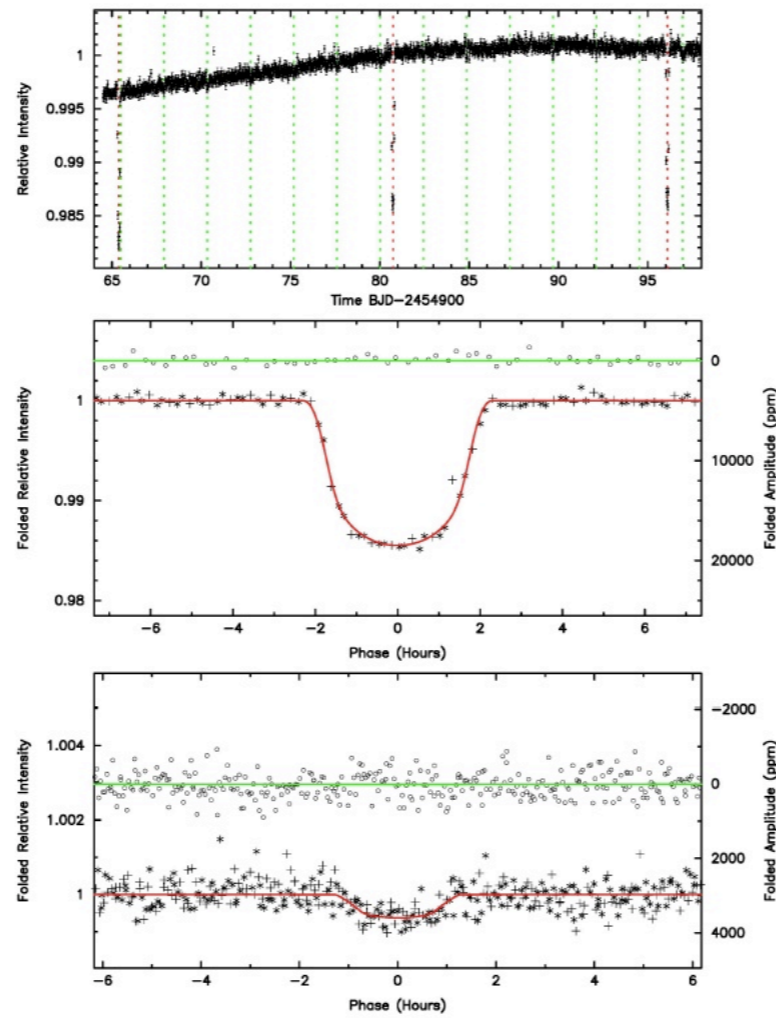 1
0.995
0.99
0.985
Relative Intensity
65 70 75 80 85 90 95
Time BJD-2454900
1
0.99
0.98
Folded Relative Intensity
0
10000
20000
Folded Amplitude (ppm)
-6 -4 -2 0 2 4 6
Phase (Hours)
1.004
1.002
1
Folded Relative Intensity
-2000
0
2000
4000
Folded Amplitude (ppm)
-6 -4 -2 0 2 4 6
Phase (Hours)